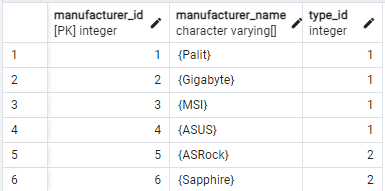 manufacturer_id manufacturer_name type_id
[PK] integer character varying[] integer
1 1 {Palit} 1
2 2 {Gigabyte} 1
3 3 {MSI} 1
4 4 {ASUS} 1
5 5 {ASRock} 2
6 6 {Sapphire} 2